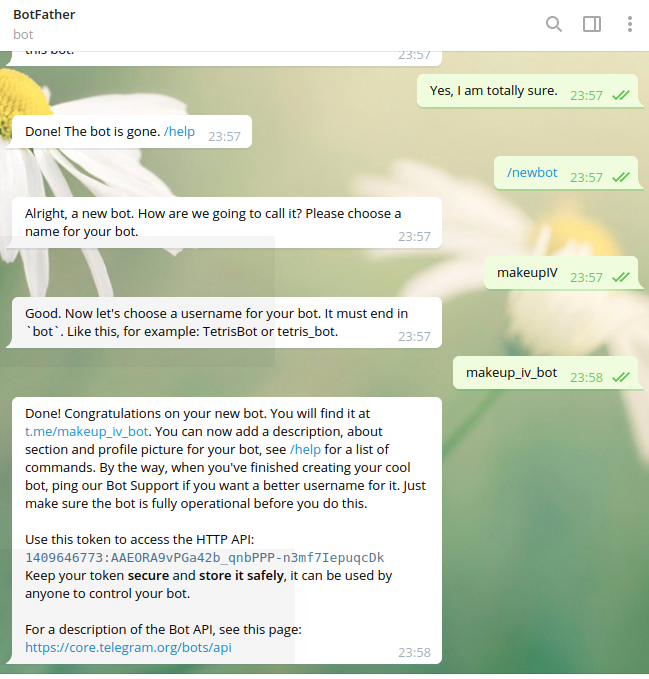 BotFather
bot
this bot.
23:57
Yes, I am totally sure. 23:57
Done! The bot is gone. /help 23:57
/newbot 23:57
Alright, a new bot. How are we going to call it? Please choose a
name for your bot. 23:57
makeupIV 23:57
Good. Now let's choose a username for your bot. It must end in
`bot`. Like this, for example: TetrisBot or tetris_bot. 23:57
makeup_iv_bot 23:58
Done! Congratulations on your new bot. You will find it at
t.me/makeup_iv_bot. You can now add a description, about
section and profile picture for your bot, see /help for a list of
commands. By the way, when you've finished creating your cool
bot, ping our Bot Support if you want a better username for it. Just
make sure the bot is fully operational before you do this.
Use this token to access the HTTP API:
1409646773:AAEORA9vPGa42b_qnbPPP-n3mf7IepuqcDk
Keep your token secure and store it safely, it can be used by
anyone to control your bot.
For a description of the Bot API, see this page:
https://core.telegram.org/bots/api 23:58